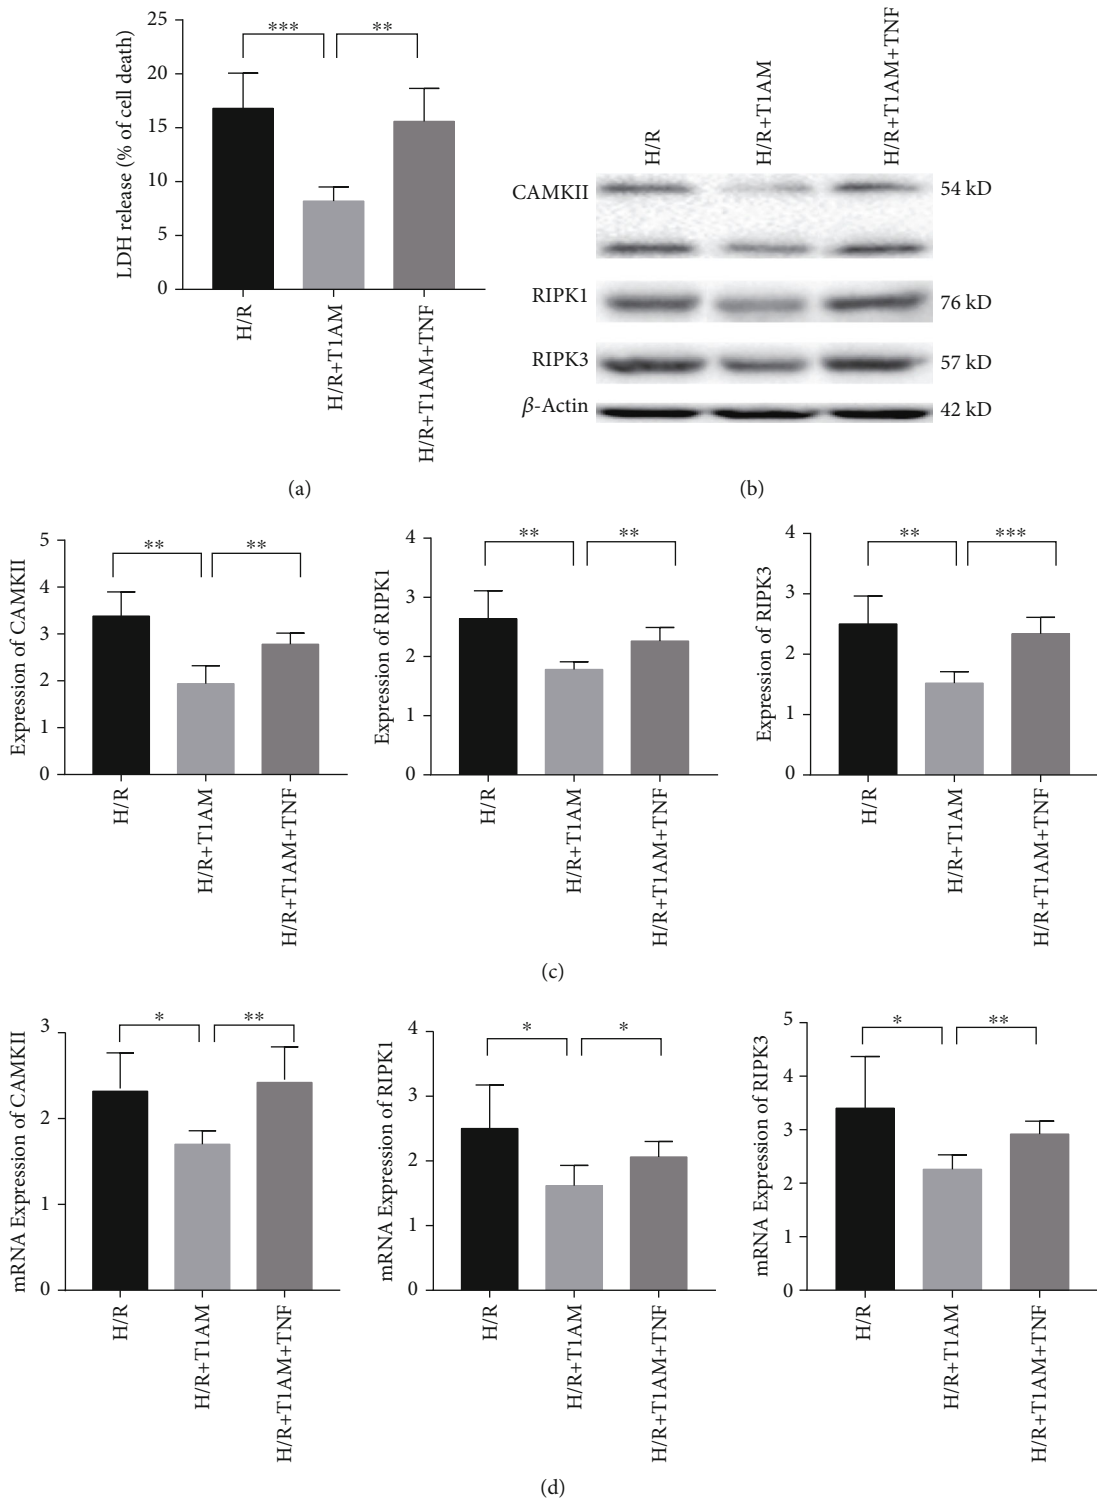 25
20
15
10
5
0
LDH release (% of cell death)
***
**
H/R
H/R+T1AM
H/R+T1AM+TNF
(a)
H/R
H/R+T1AM
H/R+T1AM+TNF
CAMKII
54 kD
RIPK1
76 kD
RIPK3
57 kD
β-Actin
42 kD
(b)
5
4
3
2
1
0
Expression of CAMKII
**
**
H/R
H/R+T1AM
H/R+T1AM+TNF
4
3
2
1
0
Expression of RIPK1
**
**
H/R
H/R+T1AM
H/R+T1AM+TNF
4
3
2
1
0
Expression of RIPK3
**
***
H/R
H/R+T1AM
H/R+T1AM+TNF
(c)
3
2
1
0
mRNA Expression of CAMKII
*
**
H/R
H/R+T1AM
H/R+T1AM+TNF
4
3
2
1
0
mRNA Expression of RIPK1
*
*
H/R
H/R+T1AM
H/R+T1AM+TNF
5
4
3
2
1
0
mRNA Expression of RIPK3
*
**
H/R
H/R+T1AM
H/R+T1AM+TNF
(d)